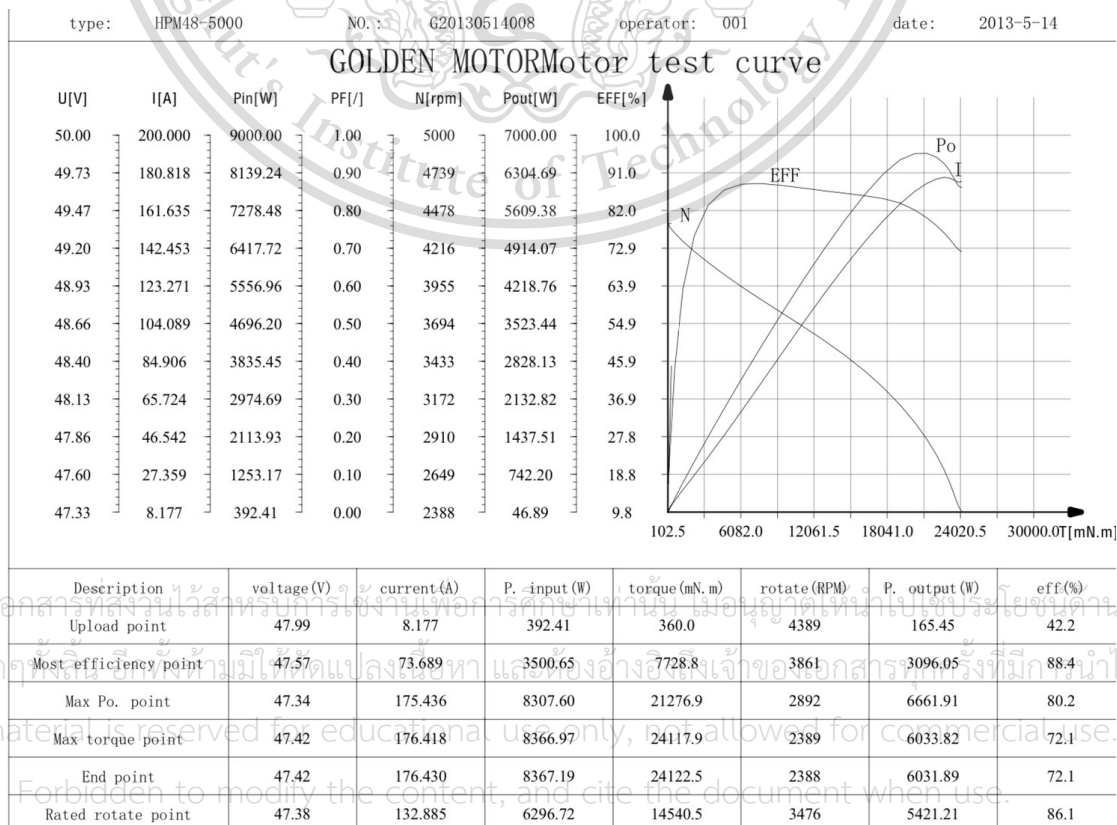 type: HPM48-5000 NO.: G20130514008 operator: 001 date: 2013-5-14
GOLDEN MOTORMotor test curve
U[V] I[A] Pin[W] PF[/] N[rpm] Pout[W] EFF[%]
50.00 200.000 9000.00 1.00 5000 7000.00 100.0
49.73 180.818 8139.24 0.90 4739 6304.69 91.0
49.47 161.635 7278.48 0.80 4478 5609.38 82.0
49.20 142.453 6417.72 0.70 4216 4914.07 72.9
48.93 123.271 5556.96 0.60 3955 4218.76 63.9
48.66 104.089 4696.20 0.50 3694 3523.44 54.9
48.40 84.906 3835.45 0.40 3433 2828.13 45.9
48.13 65.724 2974.69 0.30 3172 2132.82 36.9
47.86 46.542 2113.93 0.20 2910 1437.51 27.8
47.60 27.359 1253.17 0.10 2649 742.20 18.8
47.33 8.177 392.41 0.00 2388 46.89 9.8
Po
I
EFF
N
102.5 6082.0 12061.5 18041.0 24020.5 30000.0T[mN.m]
Description voltage(V) current(A) P. input(W) torque(mN.m) rotate(RPM) P. output(W) eff(%)
Upload point 47.99 8.177 392.41 360.0 4389 165.45 42.2
Most efficiency point 47.57 73.689 3500.65 7728.8 3861 3096.05 88.4
Max Po. point 47.34 175.436 8307.60 21276.9 2892 6661.91 80.2
Max torque point 47.42 176.418 8366.97 24117.9 2389 6033.82 72.1
End point 47.42 176.430 8367.19 24122.5 2388 6031.89 72.1
Rated rotate point 47.38 132.885 6296.72 14540.5 3476 5421.21 86.1
ut's Institute of Technology
material is reserved for educational use only, not allowed for commercial use.
Forbidden to modify the content, and cite the document when use.